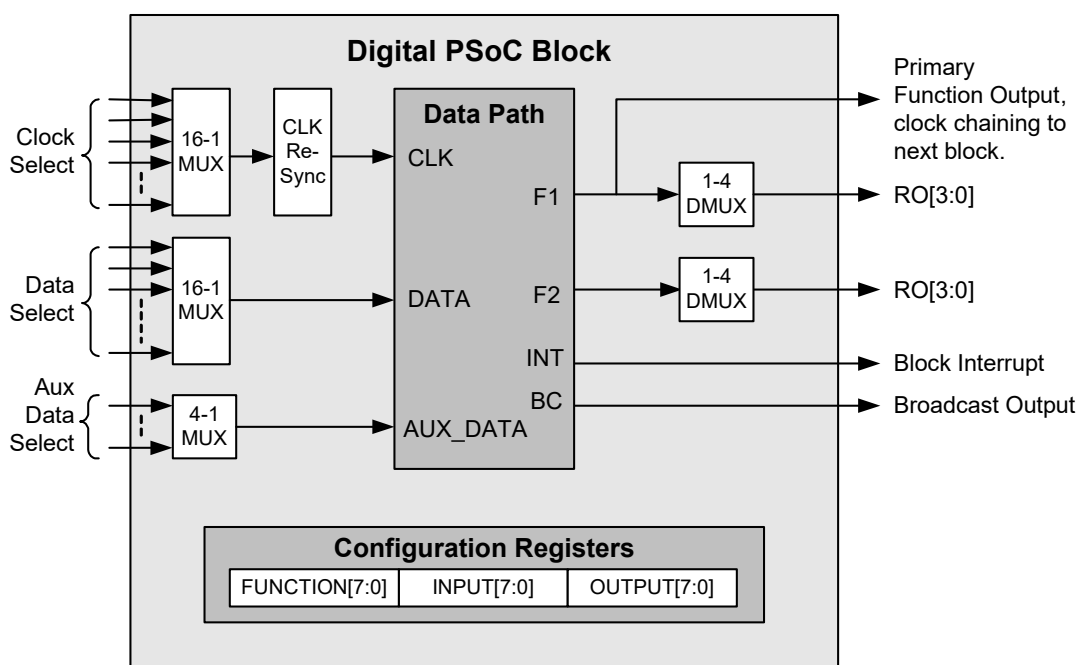 Digital PSoC Block
Clock
Select
16-1
MUX
CLK
Re-
Sync
Data Path
CLK
F1
Primary
Function Output,
clock chaining to
next block.
1-4
DMUX
RO[3:0]
Data
Select
16-1
MUX
DATA
F2
1-4
DMUX
RO[3:0]
INT
Block Interrupt
BC
Broadcast Output
Aux
Data
Select
4-1
MUX
AUX_DATA
Configuration Registers
FUNCTION[7:0]
INPUT[7:0]
OUTPUT[7:0]